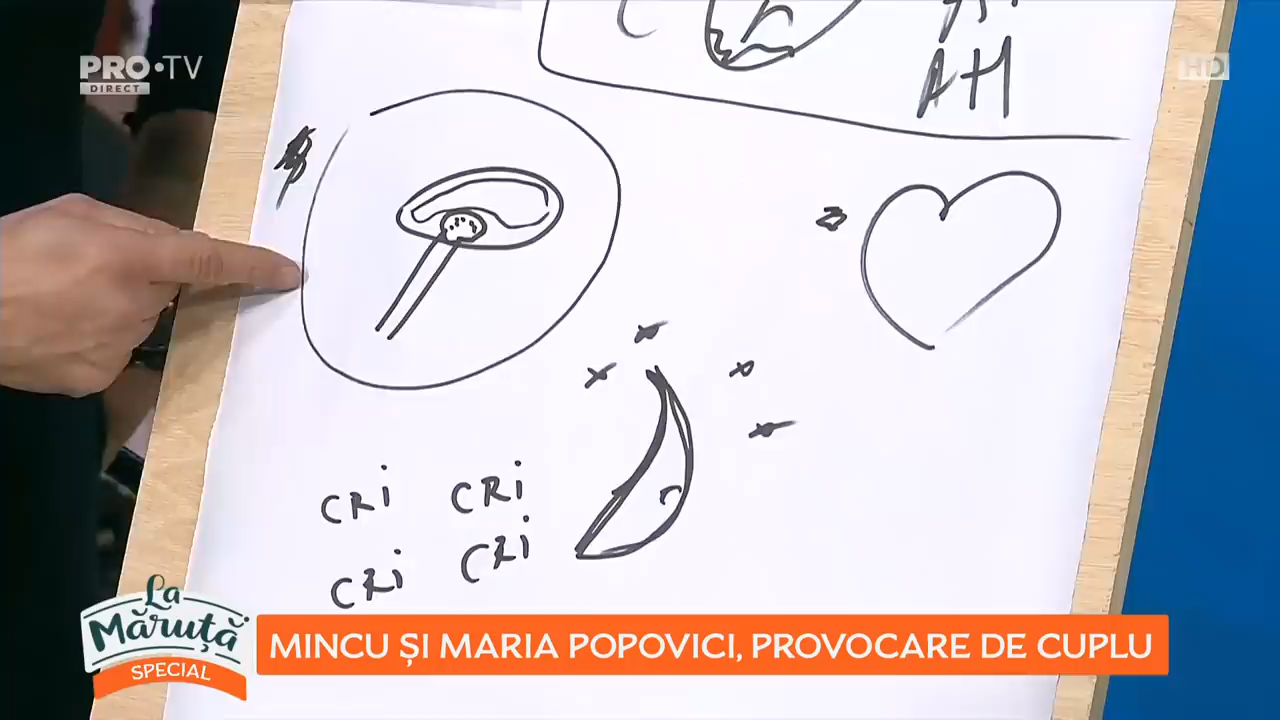 AH
PRO•TV
DIRECT
HD
CRi CRi
CRi CRi
La
Măruță
SPECIAL
MINCU ȘI MARIA POPOVICI, PROVOCARE DE CUPLU